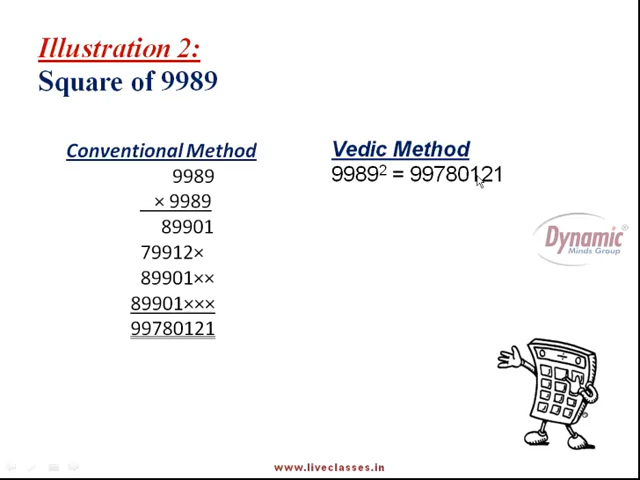 Illustration 2:
Square of 9989
Conventional Method
9989
× 9989
89901
79912×
89901××
89901×××
99780121
Vedic Method
9989² = 99780121
Dynamic
Minds Group
www.liveclasses.in